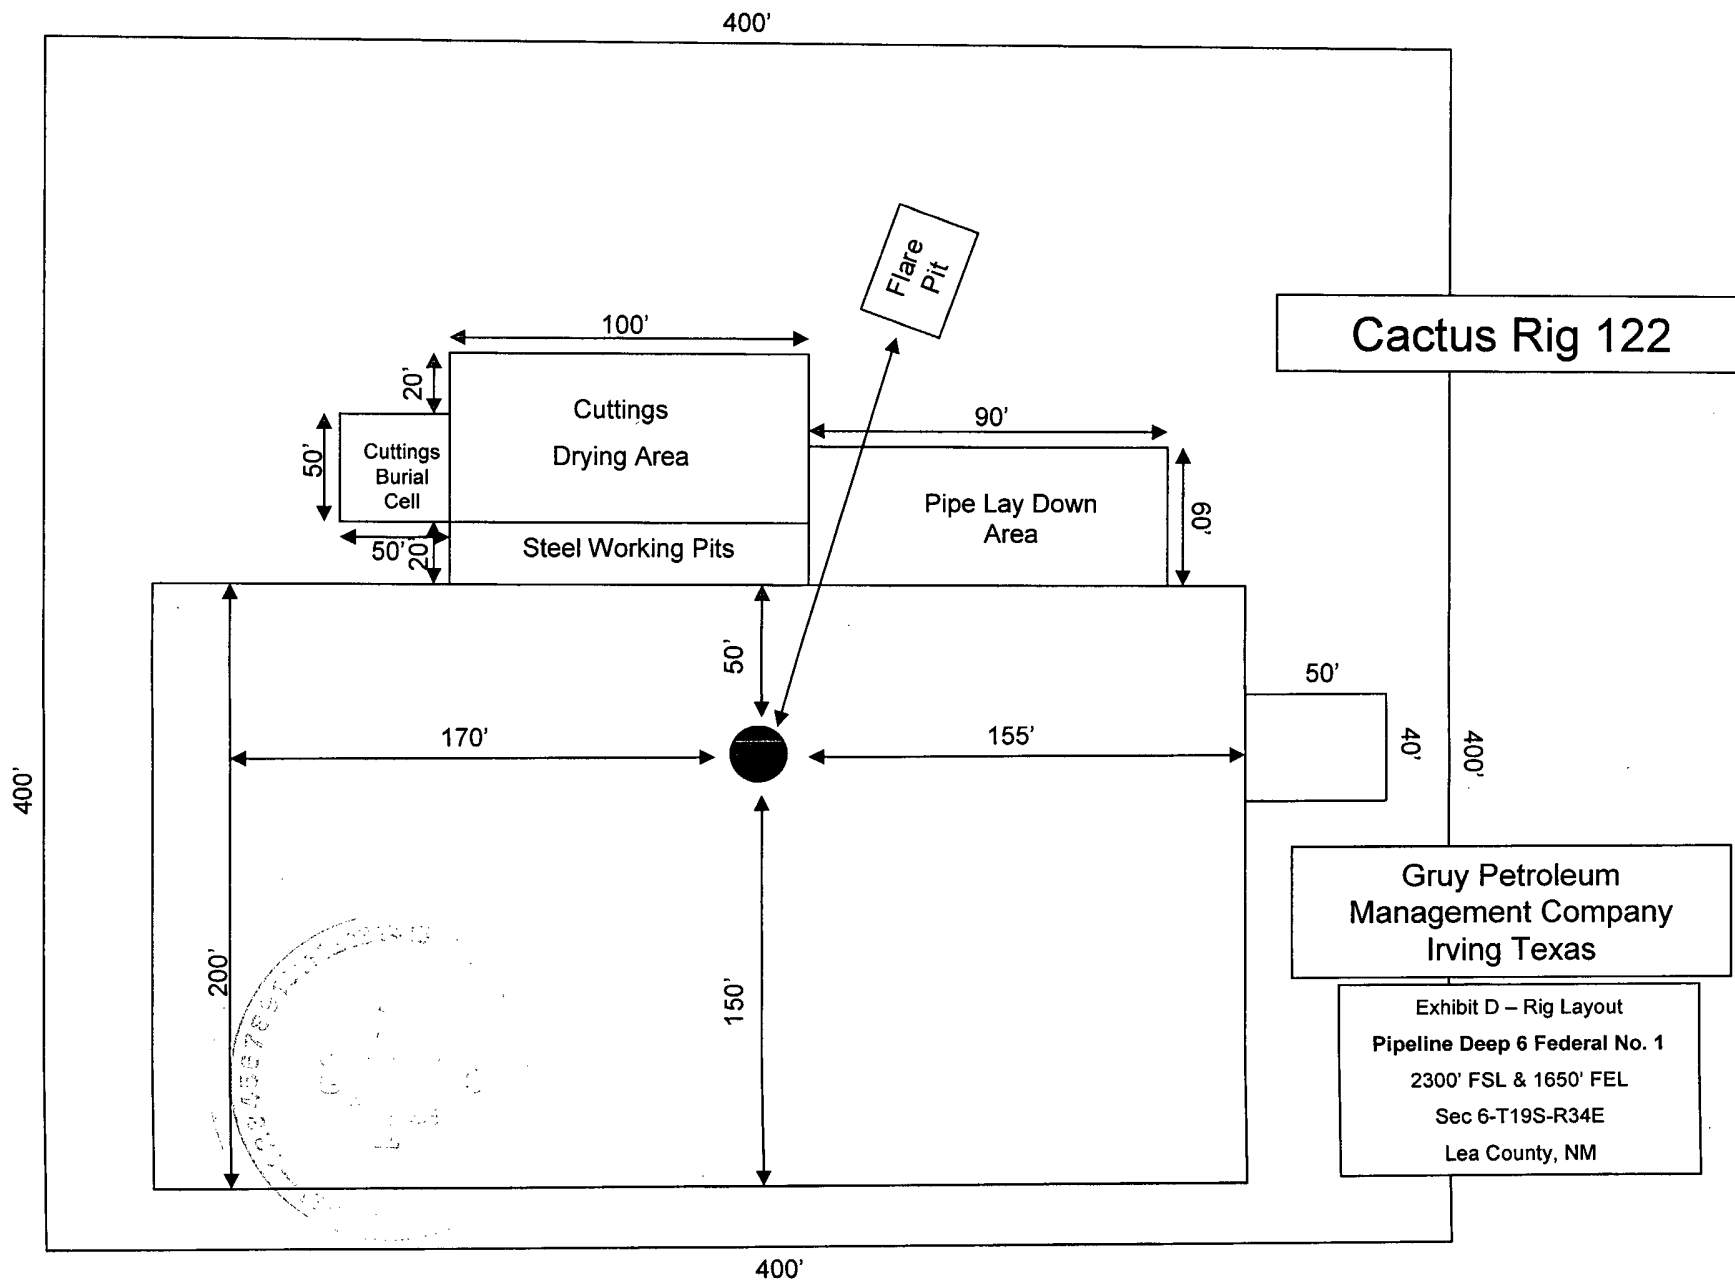 400'
Flare
Pit
Cactus Rig 122
100'
20'
Cuttings
Drying Area
90'
50'
Cuttings
Burial
Cell
Pipe Lay Down
Area
60'
50'
20'
Steel Working Pits
50'
50'
170'
155'
40'
400'
400'
Gruy Petroleum
Management Company
Irving Texas
200'
150'
Exhibit D – Rig Layout
Pipeline Deep 6 Federal No. 1
2300' FSL & 1650' FEL
Sec 6-T19S-R34E
Lea County, NM
400'